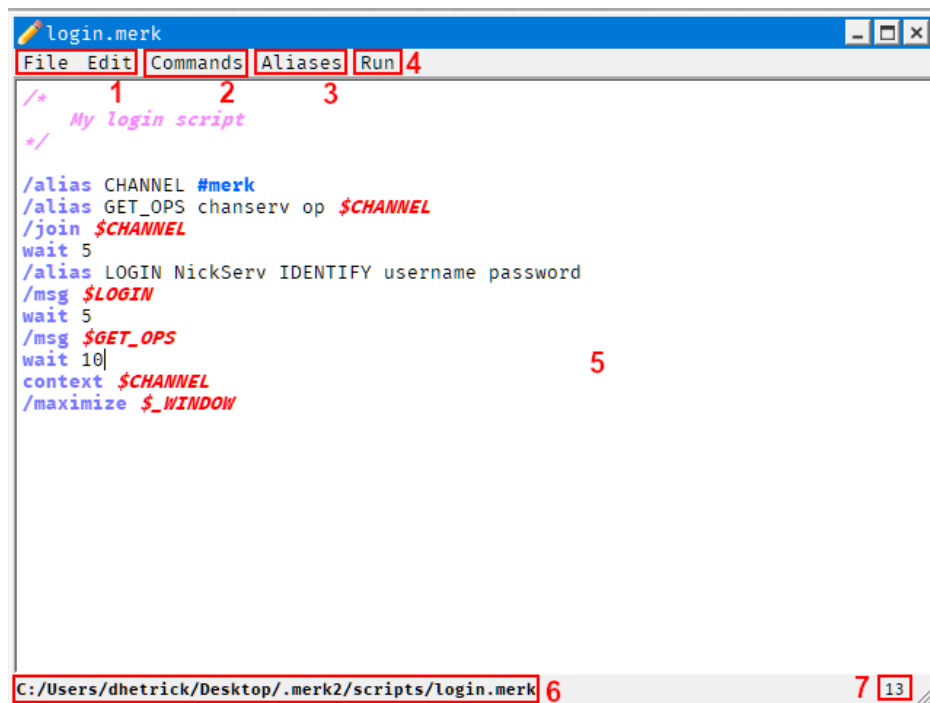 login.merk
File Edit Commands Aliases Run 4
1 2 3
/*
My login script
*/
/alias CHANNEL #merk
/alias GET_OPS chanserv op $CHANNEL
/join $CHANNEL
wait 5
/alias LOGIN NickServ IDENTIFY username password
/msg $LOGIN
wait 5
/msg $GET_OPS
wait 10
5
context $CHANNEL
/maximize $_WINDOW
C:/Users/dhetrick/Desktop/.merk2/scripts/login.merk 6 7 13